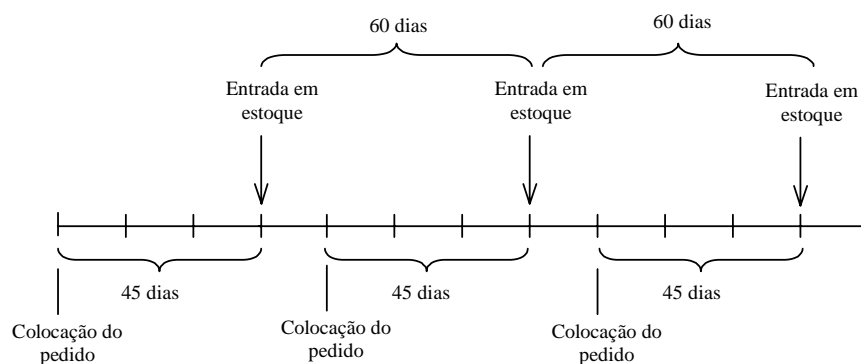 60 dias
60 dias
Entrada em
estoque
Entrada em
estoque
Entrada em
estoque
45 dias
45 dias
45 dias
Colocação do
pedido
Colocação do
pedido
Colocação do
pedido